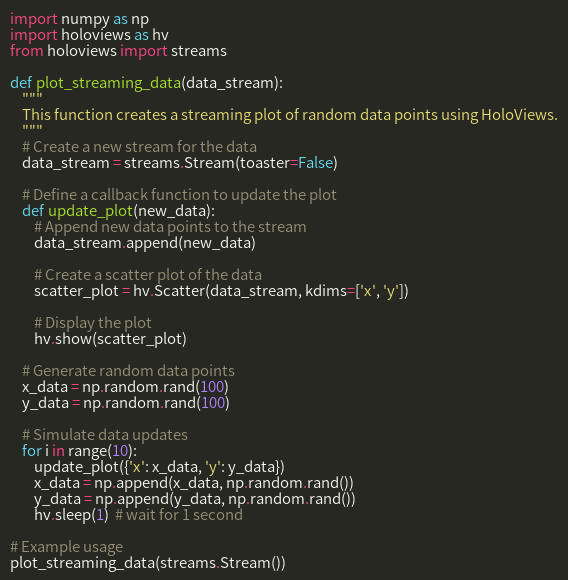 import numpy as np
import holoviews as hv
from holoviews import streams

def plot_streaming_data(data_stream):
    """
    This function creates a streaming plot of random data points using HoloViews.
    """
    # Create a new stream for the data
    data_stream = streams.Stream(toaster=False)

    # Define a callback function to update the plot
    def update_plot(new_data):
        # Append new data points to the stream
        data_stream.append(new_data)

        # Create a scatter plot of the data
        scatter_plot = hv.Scatter(data_stream, kdims=['x', 'y'])

        # Display the plot
        hv.show(scatter_plot)

    # Generate random data points
    x_data = np.random.rand(100)
    y_data = np.random.rand(100)

    # Simulate data updates
    for i in range(10):
        update_plot({'x': x_data, 'y': y_data})
        x_data = np.append(x_data, np.random.rand())
        y_data = np.append(y_data, np.random.rand())
        hv.sleep(1)  # wait for 1 second

# Example usage
plot_streaming_data(streams.Stream())